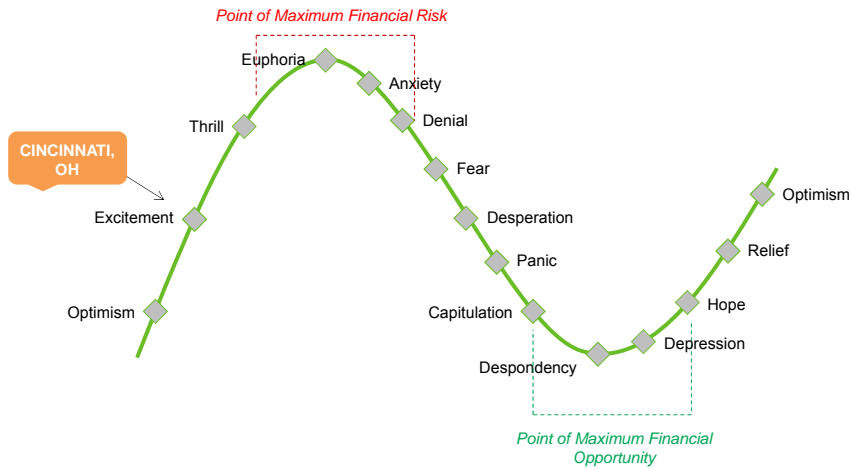 Point of Maximum Financial Risk
Euphoria
Anxiety
Thrill
Denial
CINCINNATI,
OH
Fear
Optimism
Excitement
Desperation
Relief
Panic
Hope
Optimism
Capitulation
Depression
Despondency
Point of Maximum Financial
Opportunity